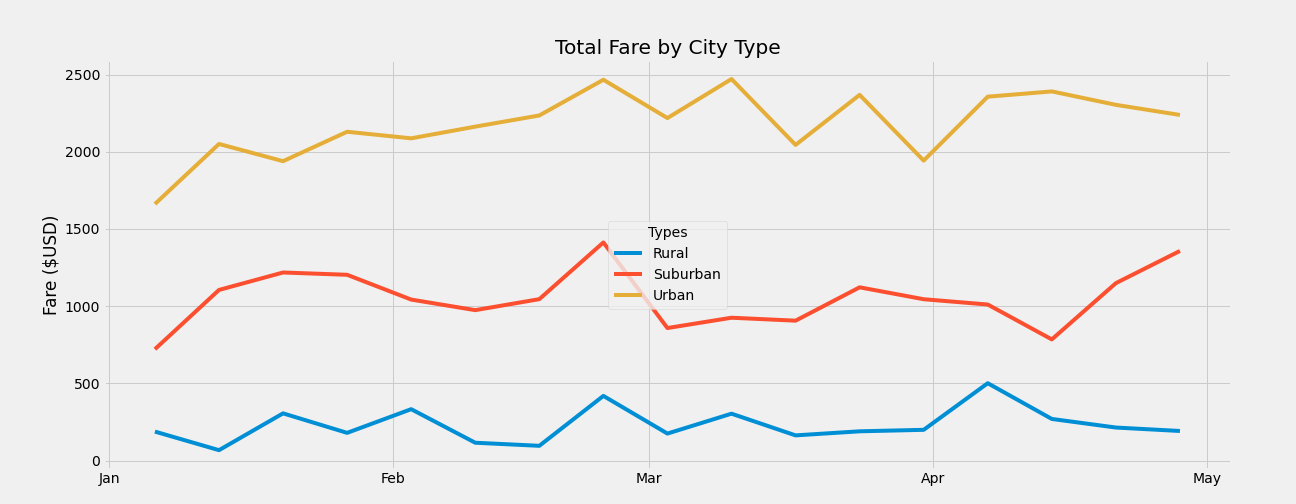 Total Fare by City Type
Fare ($USD)
2500
2000
1500
1000
500
0
Types
Rural
Suburban
Urban
Jan Feb Mar Apr May